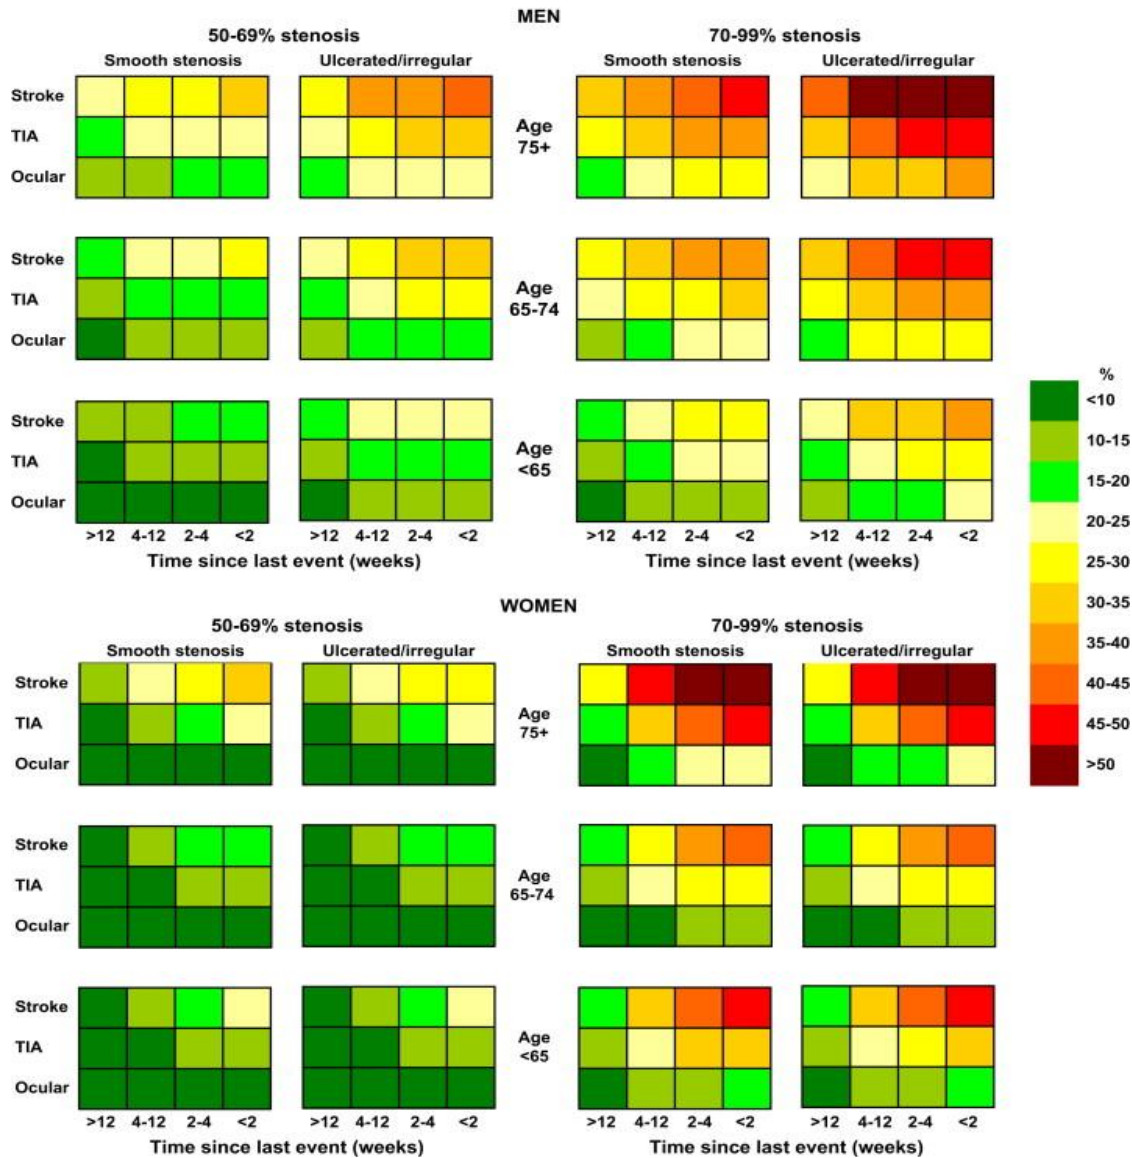 MEN
50-69% stenosis 70-99% stenosis
Smooth stenosis Ulcerated/irregular Smooth stenosis Ulcerated/irregular
Stroke
TIA
Ocular
Age
75+
Stroke
TIA
Ocular
Age
65-74
Stroke
TIA
Ocular
Age
<65
>12 4-12 2-4 <2 >12 4-12 2-4 <2 >12 4-12 2-4 <2 >12 4-12 2-4 <2
Time since last event (weeks) Time since last event (weeks)
%
<10
10-15
15-20
20-25
25-30
30-35
35-40
40-45
45-50
>50
WOMEN
50-69% stenosis 70-99% stenosis
Smooth stenosis Ulcerated/irregular Smooth stenosis Ulcerated/irregular
Stroke
TIA
Ocular
Age
75+
Stroke
TIA
Ocular
Age
65-74
Stroke
TIA
Ocular
Age
<65
>12 4-12 2-4 <2 >12 4-12 2-4 <2 >12 4-12 2-4 <2 >12 4-12 2-4 <2
Time since last event (weeks) Time since last event (weeks)